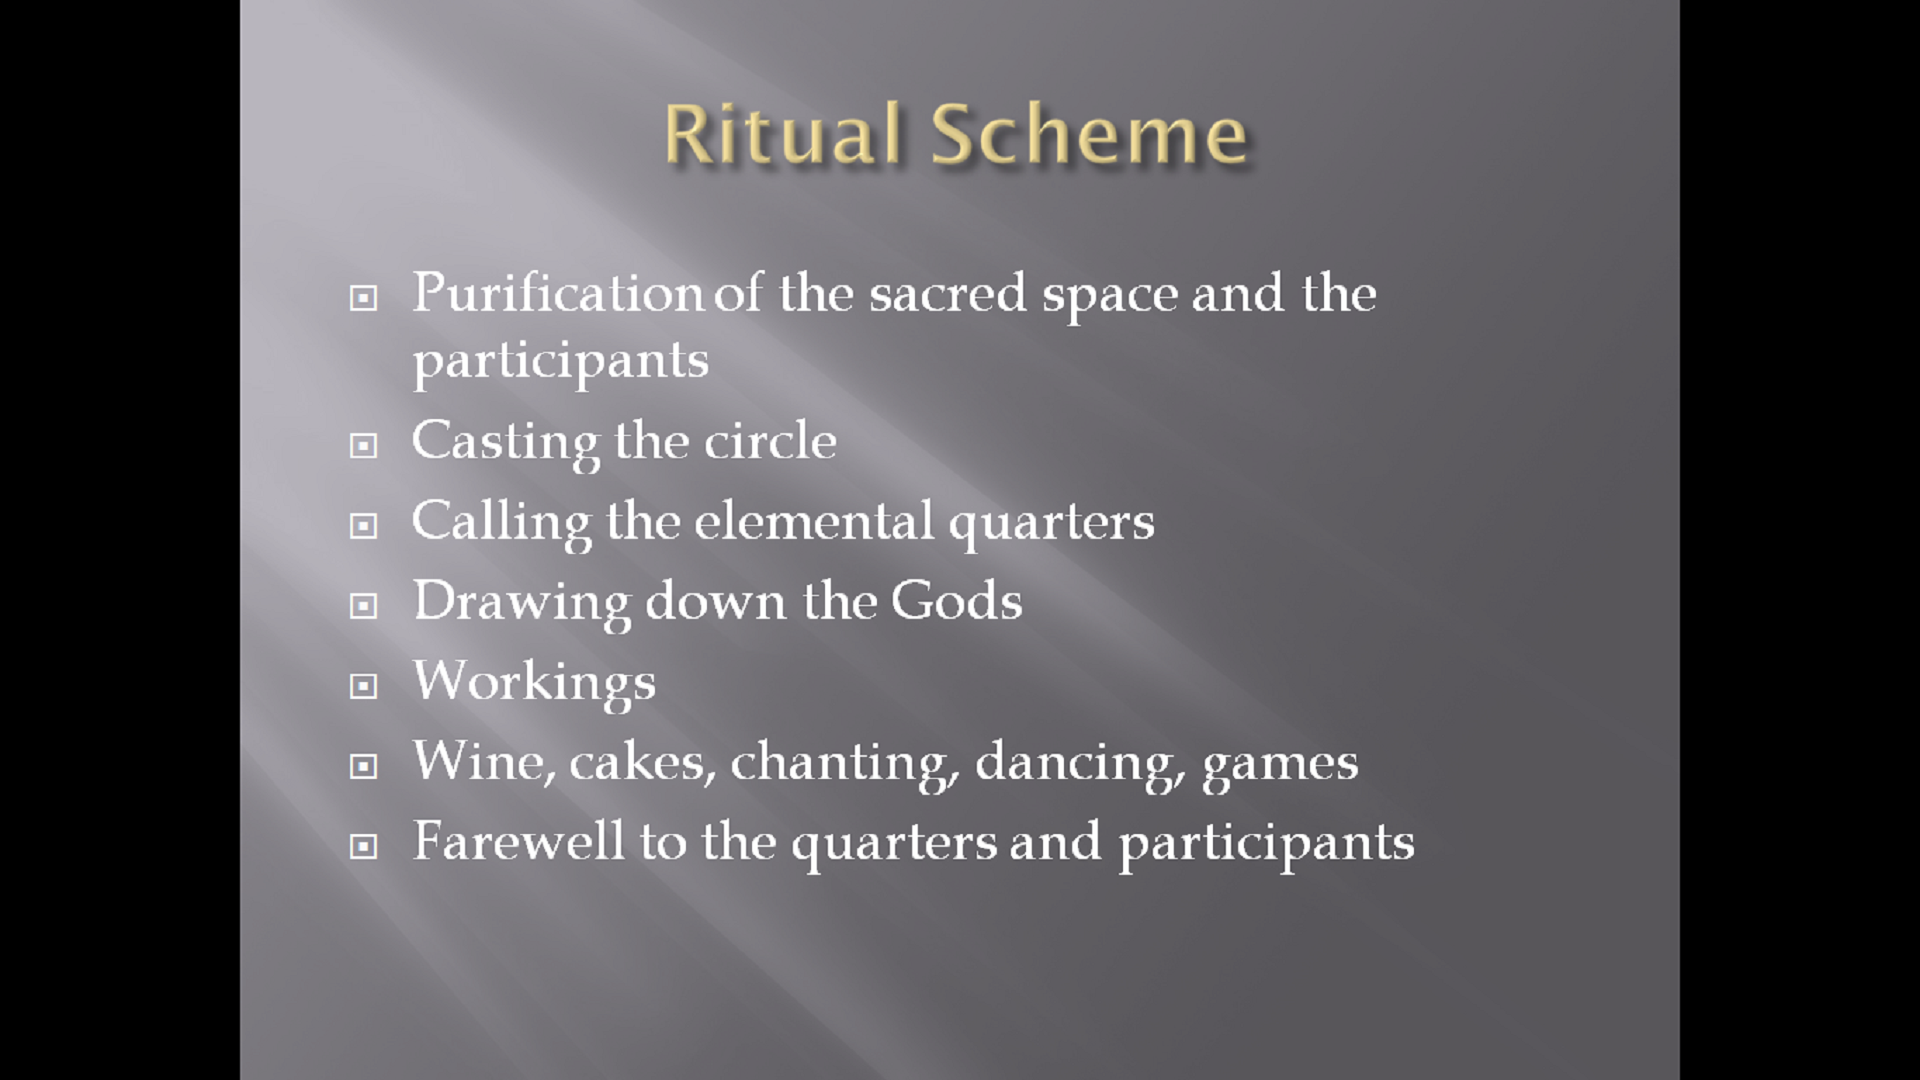 Ritual Scheme
Purification of the sacred space and the
participants
Casting the circle
Calling the elemental quarters
Drawing down the Gods
Workings
Wine, cakes, chanting, dancing, games
Farewell to the quarters and participants